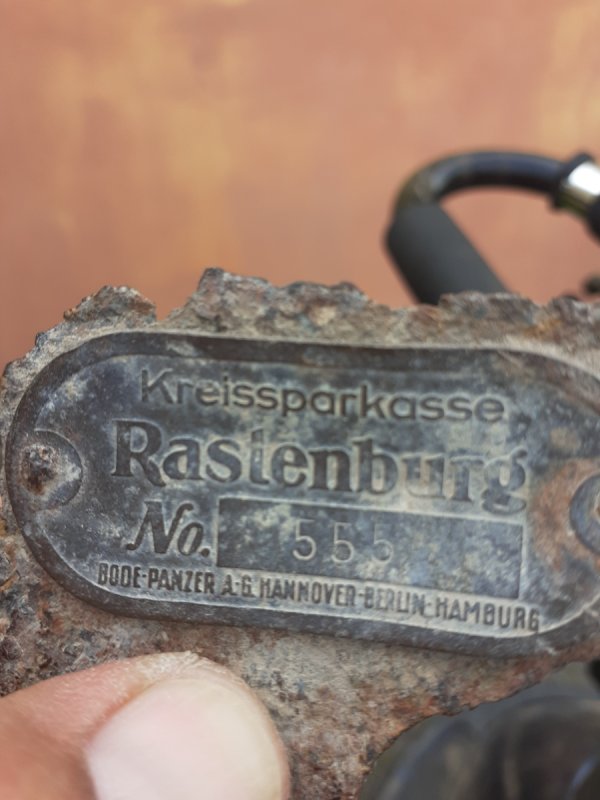 Kreissparkasse
Rastenburg
No. 555
BODE-PANZER A.G. HANNOVER-BERLIN-HAMBURG